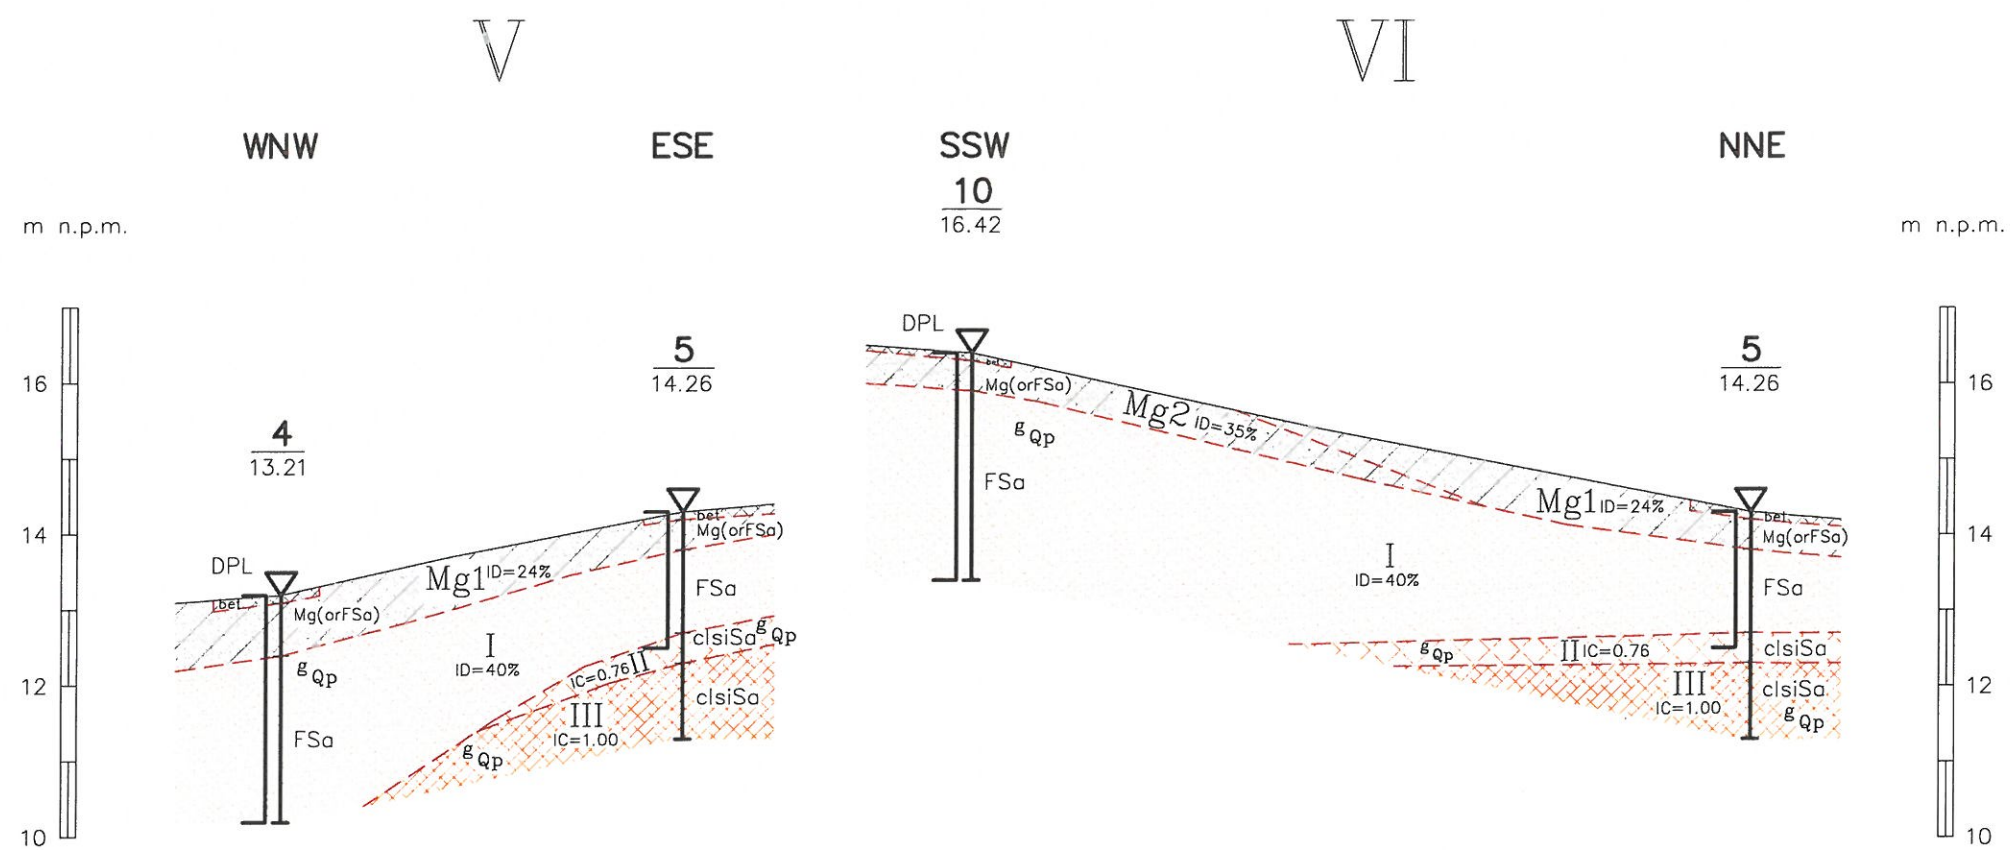 V
VI
WNW
ESE
SSW
NNE
10
16.42
m n.p.m.
m n.p.m.
DPL
5
14.26
5
14.26
16
16
bet
Mg(orFSa)
Mg2 ID=35%
gQp
4
13.21
FSa
Mg1 ID=24%
14
14
bet
Mg(orFSa)
bet
Mg(orFSa)
DPL
Mg1 ID=24%
I
ID=40%
FSa
FSa
bet
Mg(orFSa)
I
ID=40%
clsiSa gQp
gQp
II IC=0.76
clsiSa
gQp
IC=0.76 II
12
12
clsiSa
III
IC=1.00
clsiSa
gQp
III
IC=1.00
FSa
gQp
10
10